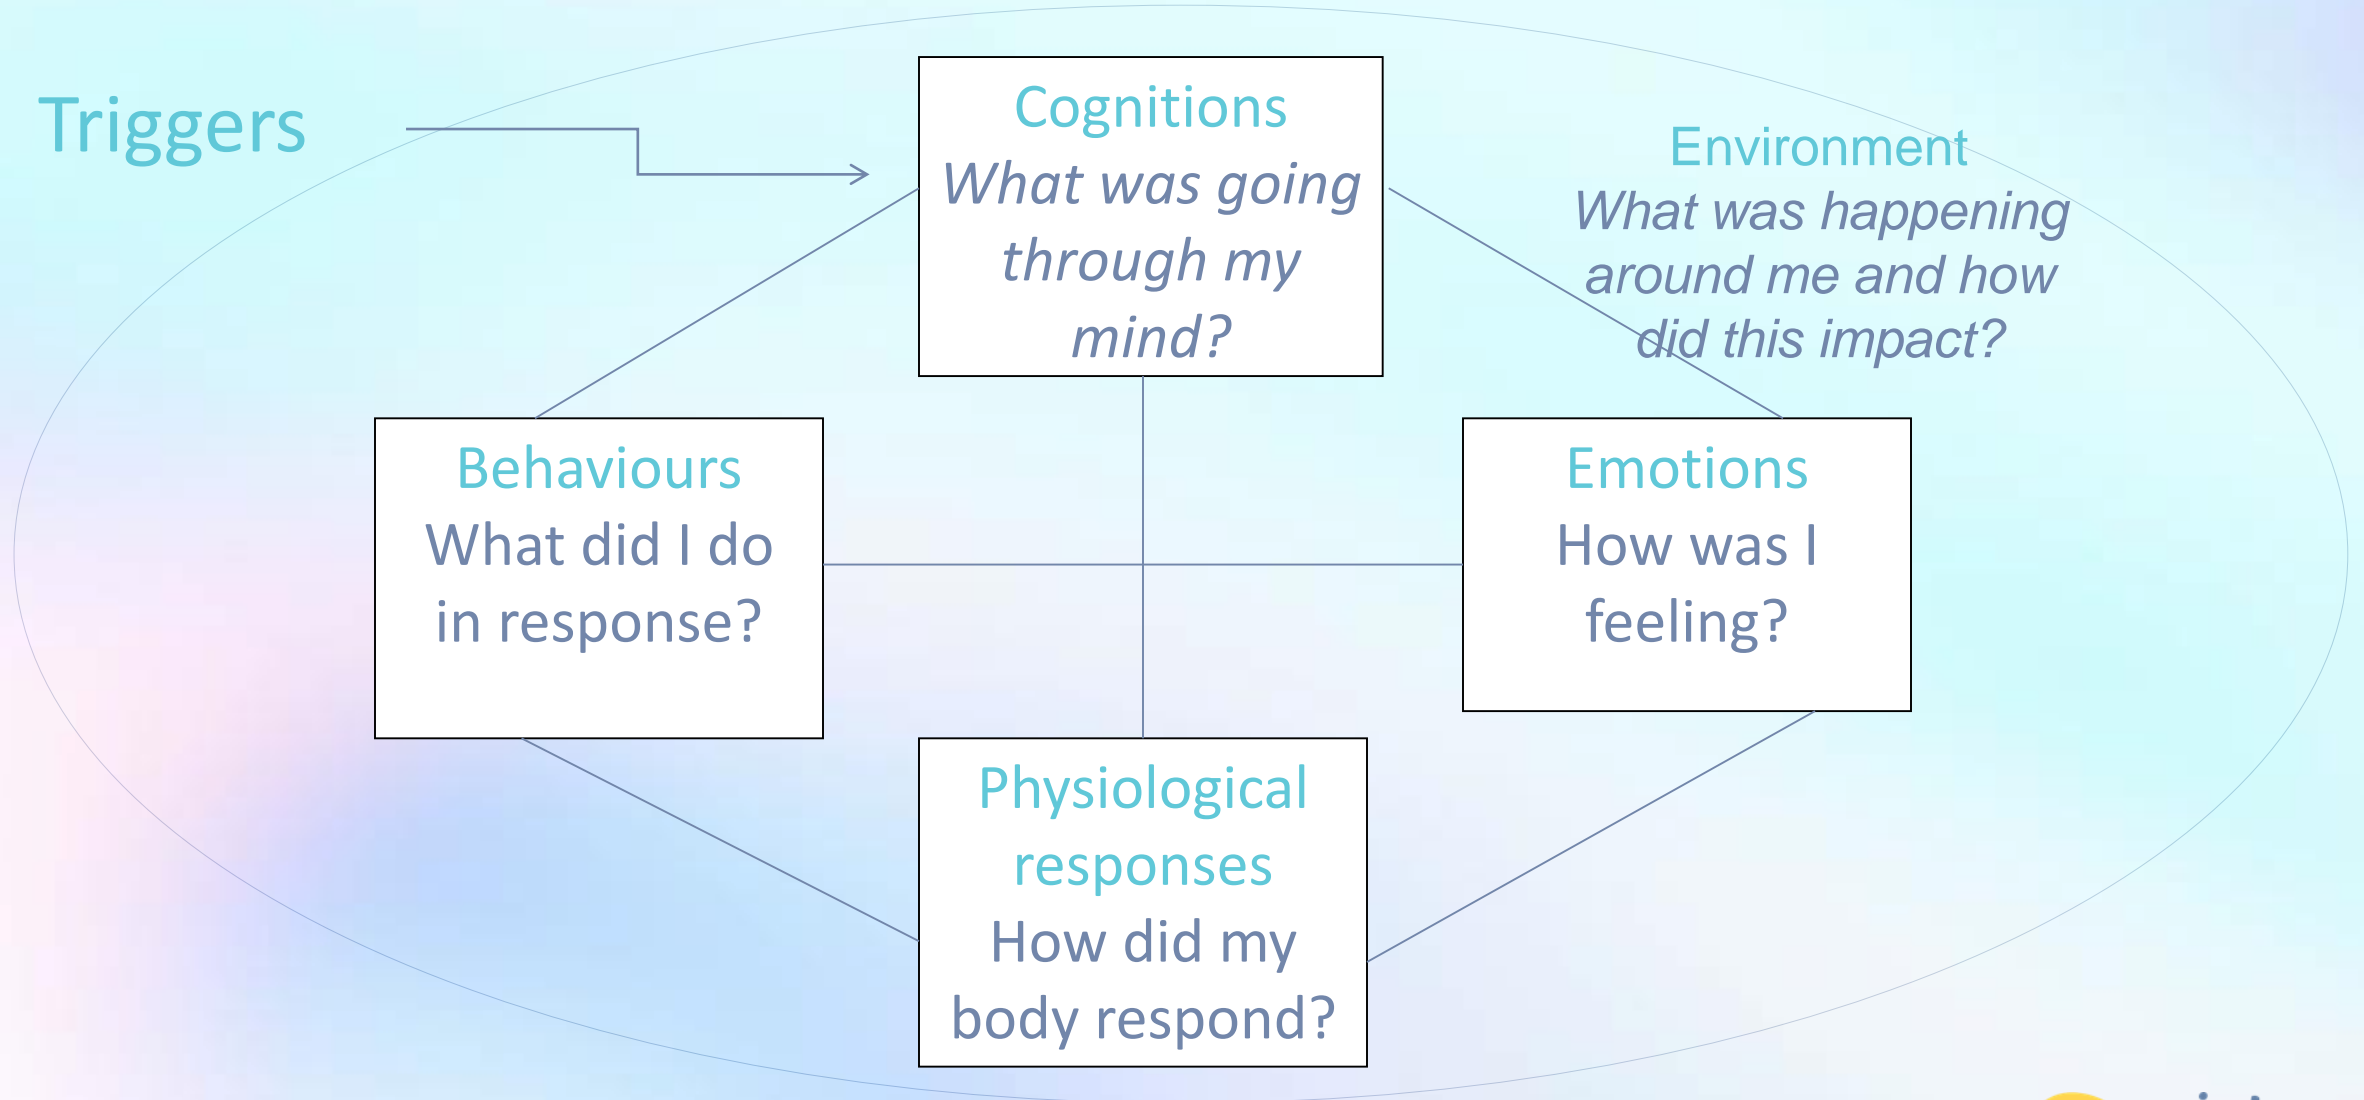 Triggers
Cognitions
What was going
through my
mind?
Environment
What was happening
around me and how
did this impact?
Behaviours
What did I do
in response?
Emotions
How was I
feeling?
Physiological
responses
How did my
body respond?